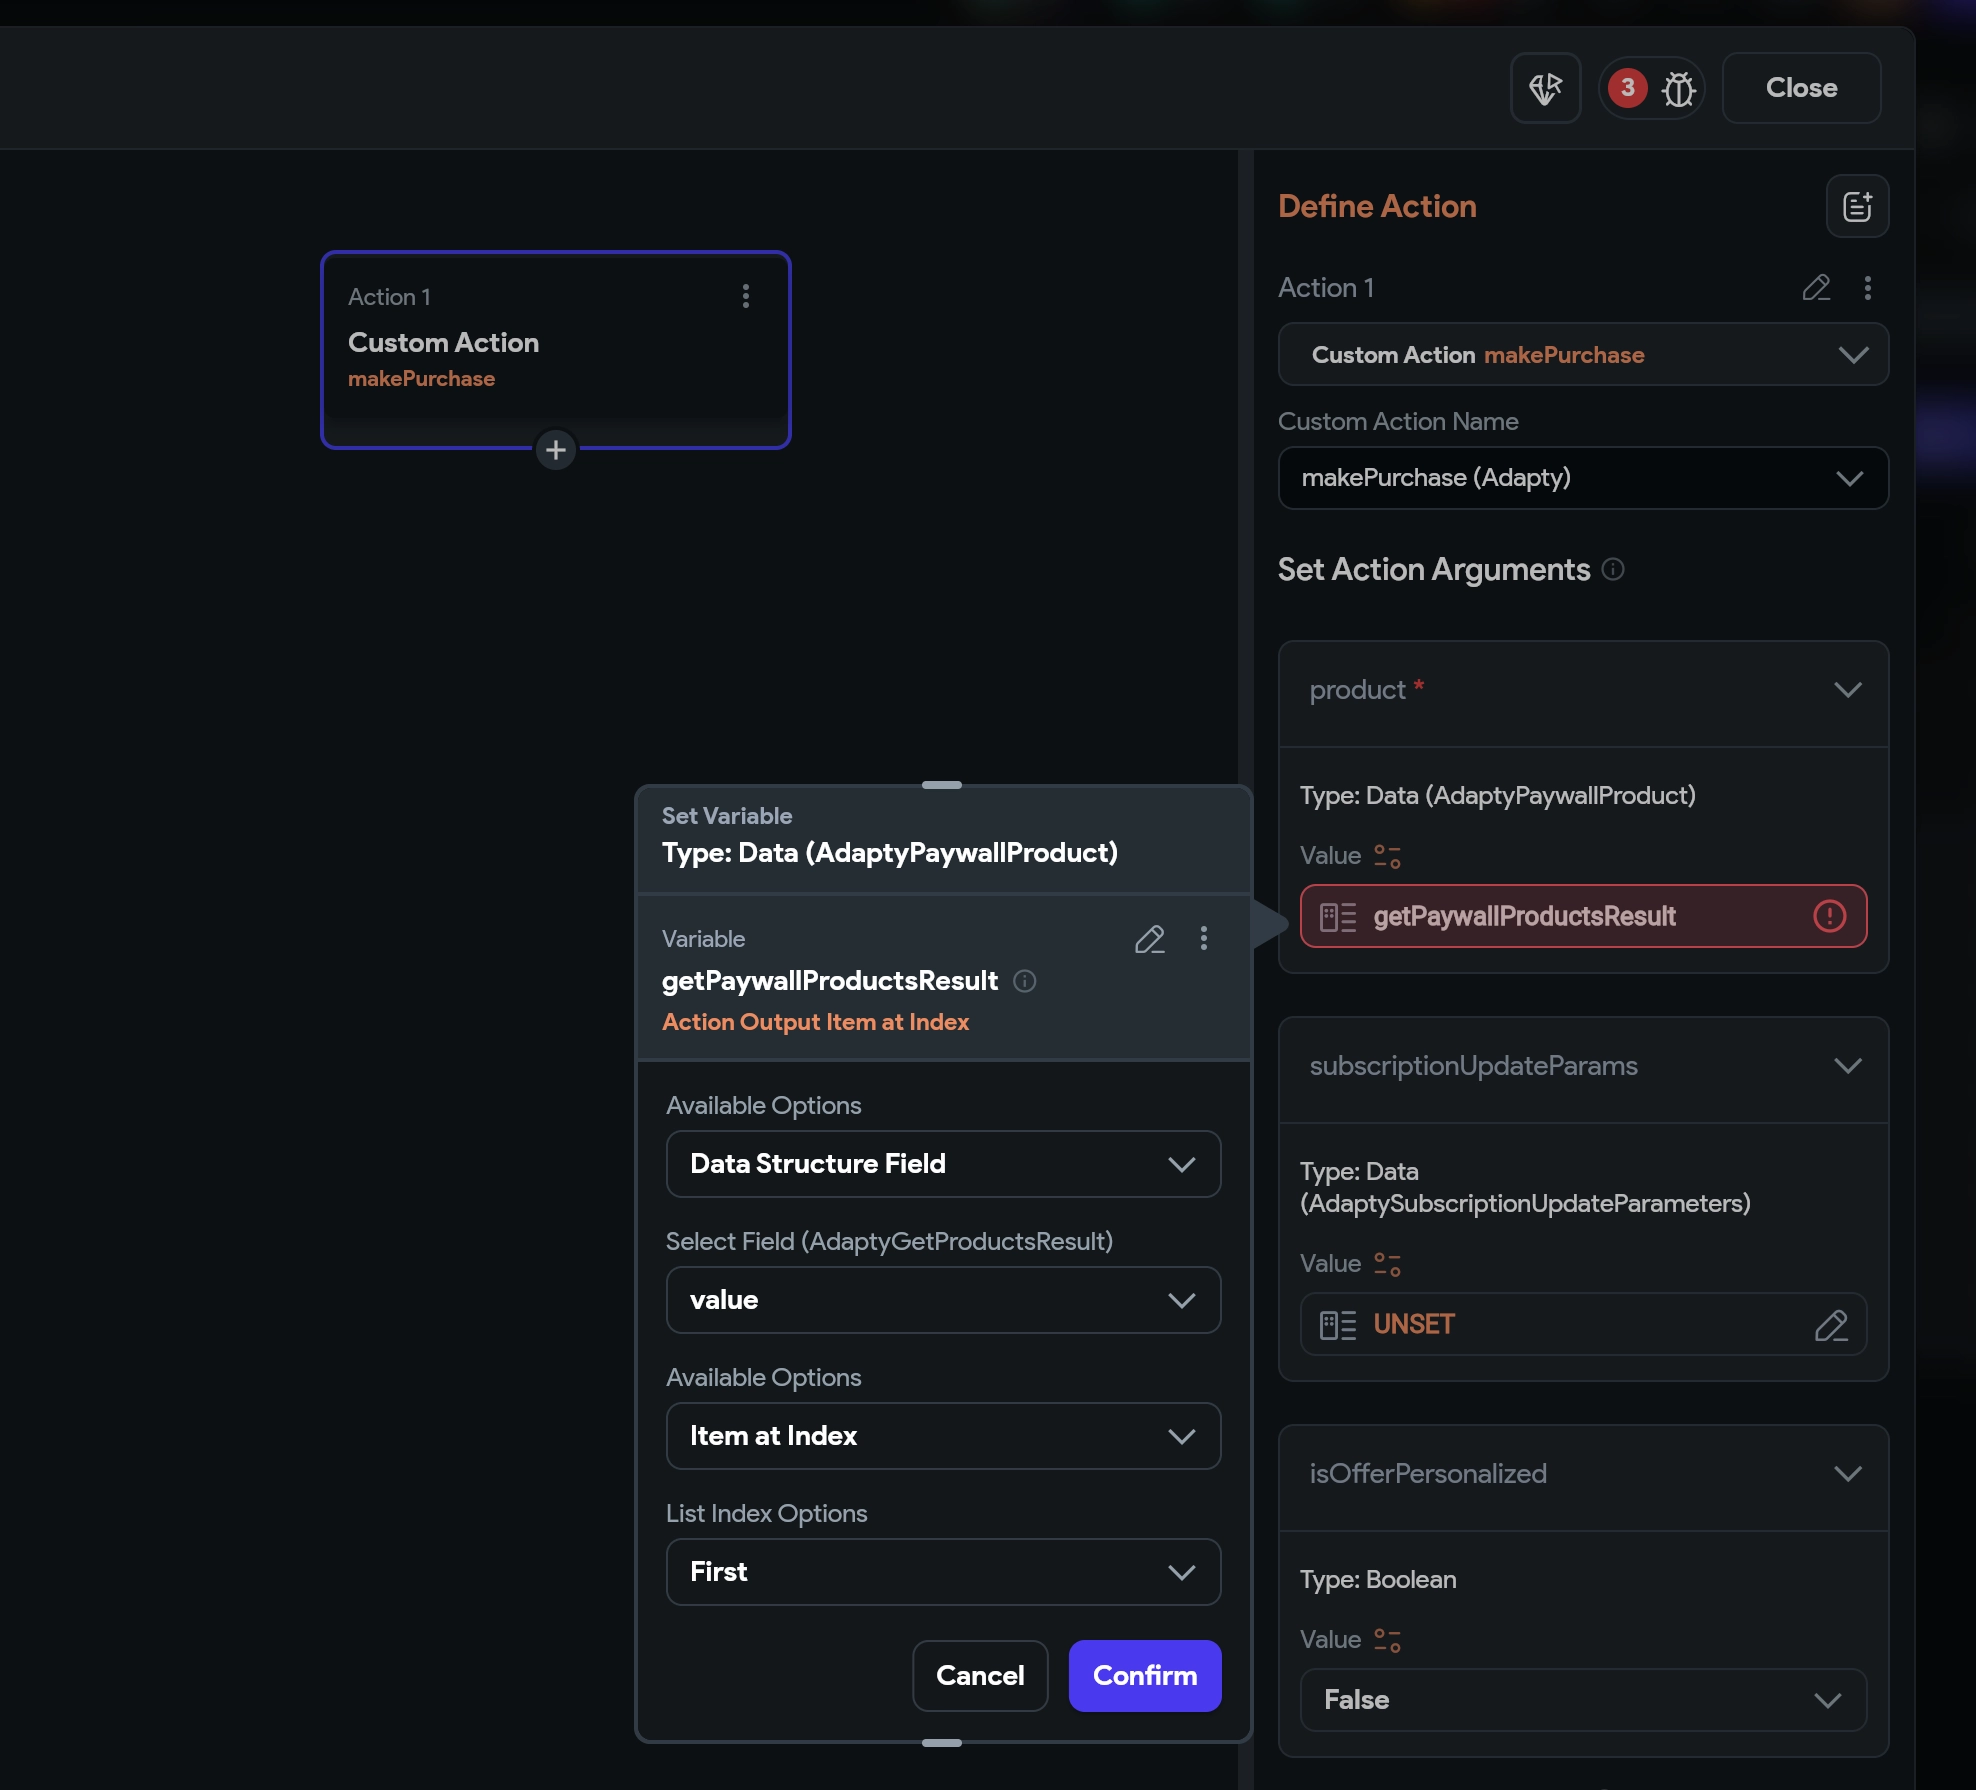 3
Close
Define Action
Action 1
Custom Action
makePurchase
Action 1
Custom Action makePurchase
Custom Action Name
makePurchase (Adapty)
Set Action Arguments
product *
Type: Data (AdaptyPaywallProduct)
Value
getPaywallProductsResult
subscriptionUpdateParams
Type: Data
(AdaptySubscriptionUpdateParameters)
Value
UNSET
isOfferPersonalized
Type: Boolean
Value
False
Set Variable
Type: Data (AdaptyPaywallProduct)
Variable
getPaywallProductsResult
Action Output Item at Index
Available Options
Data Structure Field
Select Field (AdaptyGetProductsResult)
value
Available Options
Item at Index
List Index Options
First
Cancel
Confirm